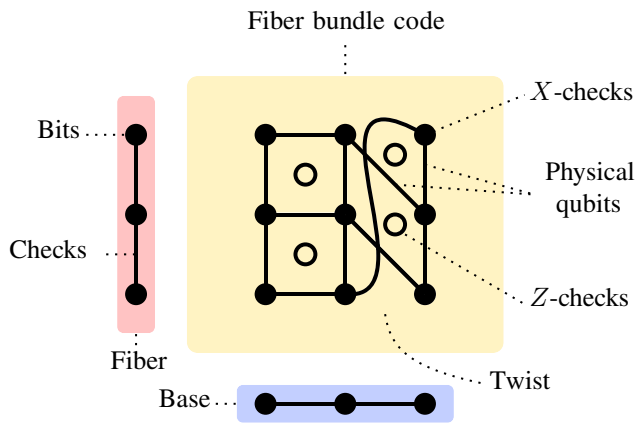 Fiber bundle code
X-checks
Bits
Physical
qubits
Checks
Z-checks
Fiber
Twist
Base